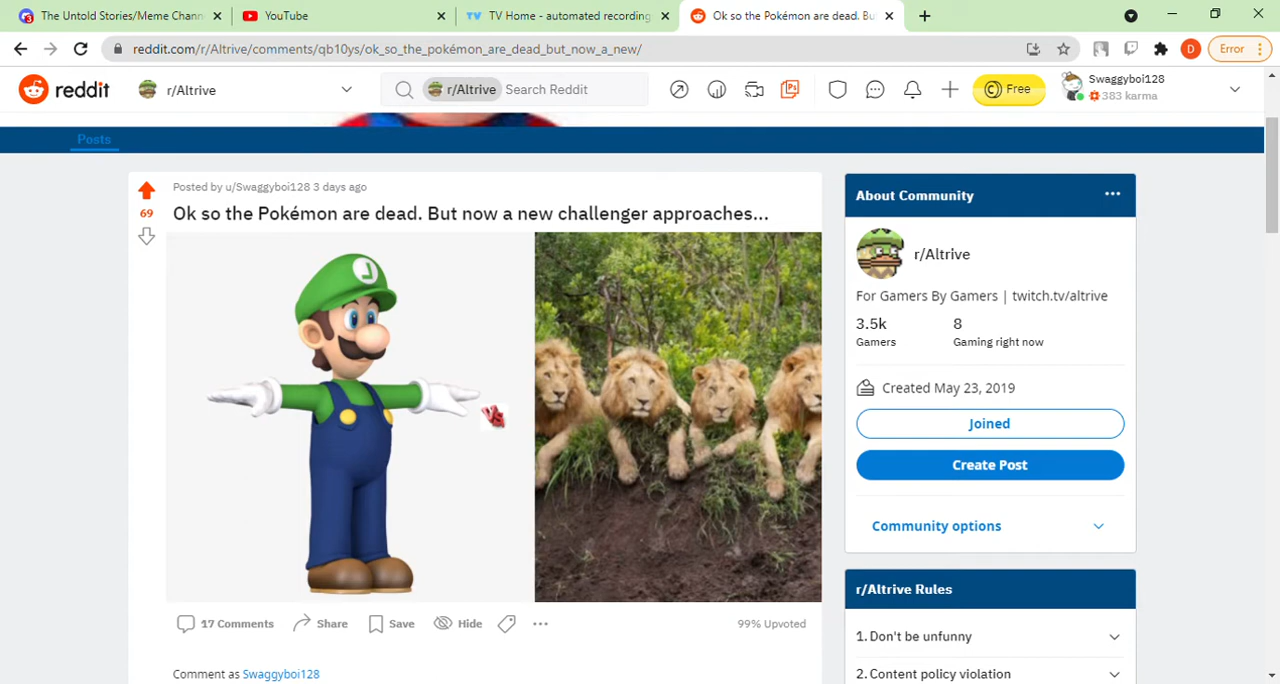 The Untold Stories/Meme Chann
YouTube
TV Home - automated recording
Ok so the Pokémon are dead. Bu
reddit.com/r/Altrive/comments/qb10ys/ok_so_the_pokémon_are_dead_but_now_a_new/
D
Error
reddit
r/Altrive
r/Altrive
Search Reddit
Free
Swaggyboi128
383 karma
Posts
Posted by u/Swaggyboi128 3 days ago
69
Ok so the Pokémon are dead. But now a new challenger approaches...
L
VS
17 Comments
Share
Save
Hide
99% Upvoted
Comment as Swaggyboi128
About Community
r/Altrive
For Gamers By Gamers | twitch.tv/altrive
3.5k
8
Gamers
Gaming right now
Created May 23, 2019
Joined
Create Post
Community options
r/Altrive Rules
1. Don't be unfunny
2. Content policy violation